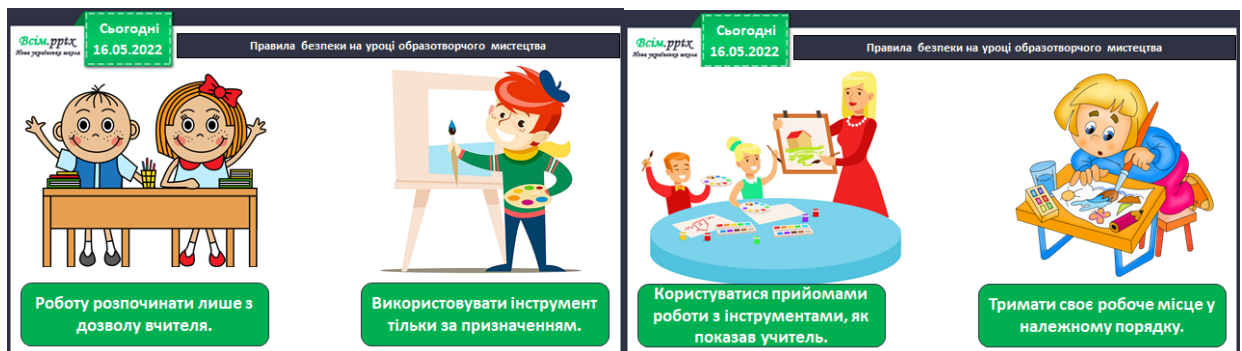 Всім.pptx
Нова українська школа
Сьогодні
16.05.2022
Правила безпеки на уроці образотворчого мистецтва
Роботу розпочинати лише з
дозволу вчителя.
Використовувати інструмент
тільки за призначенням.
Всім.pptx
Нова українська школа
Сьогодні
16.05.2022
Правила безпеки на уроці образотворчого мистецтва
Користуватися прийомами
роботи з інструментами, як
показав учитель.
Тримати своє робоче місце у
належному порядку.